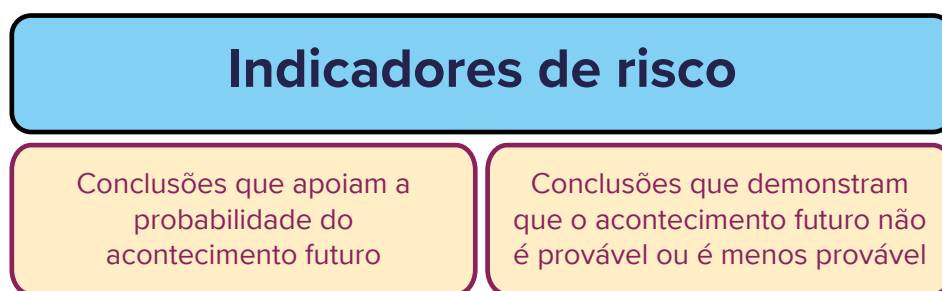 Indicadores de risco
Conclusões que apoiam a
probabilidade do
acontecimento futuro
Conclusões que demonstram
que o acontecimento futuro não
é provável ou é menos provável